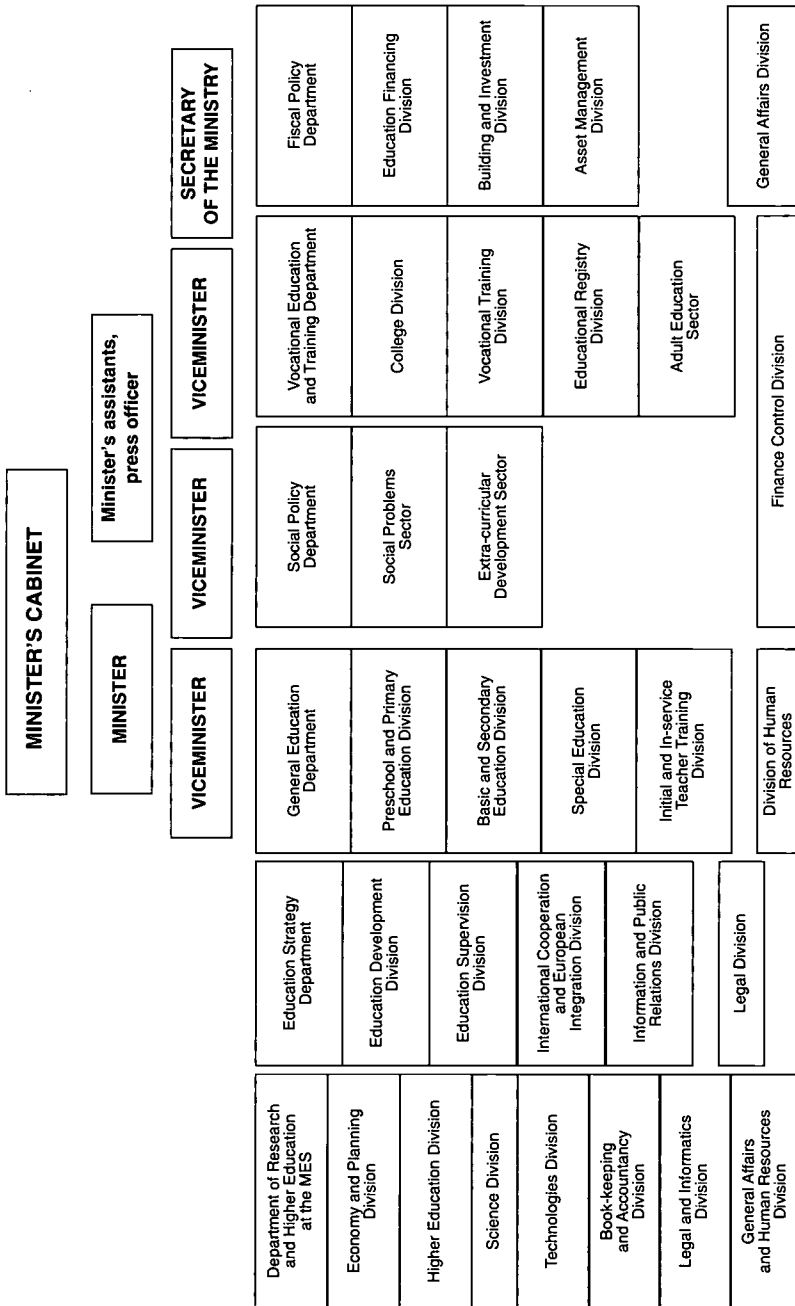 MINISTER'S CABINET
MINISTER
Minister's assistants,
press officer
VICEMINISTER
VICEMINISTER
VICEMINISTER
SECRETARY
OF THE MINISTRY
Department of Research
and Higher Education
at the MES
Economy and Planning
Division
Higher Education Division
Science Division
Technologies Division
Book-keeping
and Accountancy
Division
Legal and Informatics
Division
General Affairs
and Human Resources
Division
Education Strategy
Department
Education Development
Division
Education Supervision
Division
International Cooperation
and European
Integration Division
Information and Public
Relations Division
Legal Division
General Education
Department
Preschool and Primary
Education Division
Basic and Secondary
Education Division
Special Education
Division
Initial and In-service
Teacher Training
Division
Division of Human
Resources
Social Policy
Department
Social Problems
Sector
Extra-curricular
Development Sector
Vocational Education
and Training Department
College Division
Vocational Training
Division
Educational Registry
Division
Adult Education
Sector
Finance Control Division
Fiscal Policy
Department
Education Financing
Division
Building and Investment
Division
Asset Management
Division
General Affairs Division